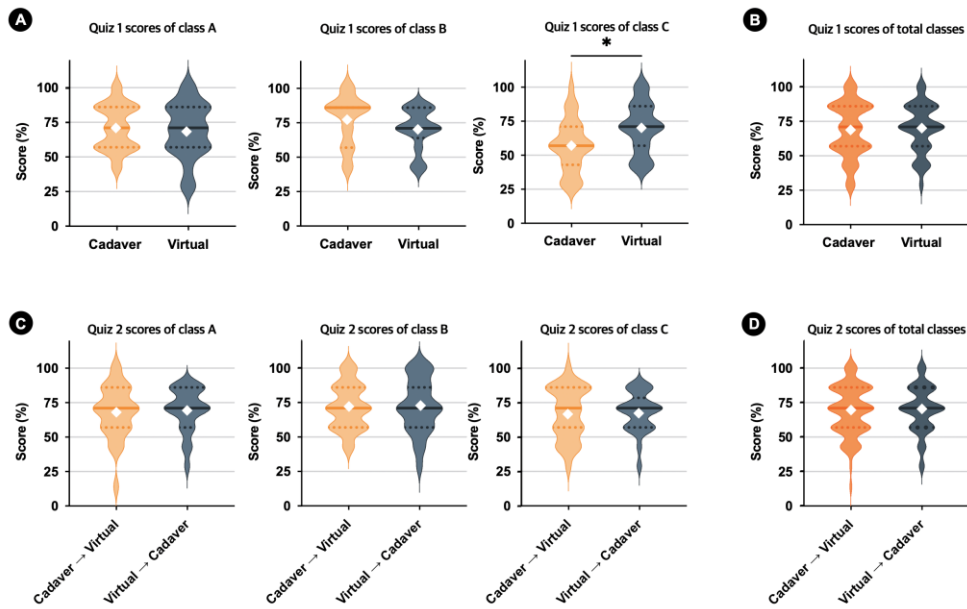 A
Quiz 1 scores of class A
Score (%)
100
75
50
25
0
Cadaver
Virtual
Quiz 1 scores of class B
Score (%)
100
75
50
25
0
Cadaver
Virtual
Quiz 1 scores of class C
*
Score (%)
100
75
50
25
0
Cadaver
Virtual
B
Quiz 1 scores of total classes
Score (%)
100
75
50
25
0
Cadaver
Virtual
C
Quiz 2 scores of class A
Score (%)
100
75
50
25
0
Cadaver → Virtual
Virtual → Cadaver
Quiz 2 scores of class B
Score (%)
100
75
50
25
0
Cadaver → Virtual
Virtual → Cadaver
Quiz 2 scores of class C
Score (%)
100
75
50
25
0
Cadaver → Virtual
Virtual → Cadaver
D
Quiz 2 scores of total classes
Score (%)
100
75
50
25
0
Cadaver → Virtual
Virtual → Cadaver